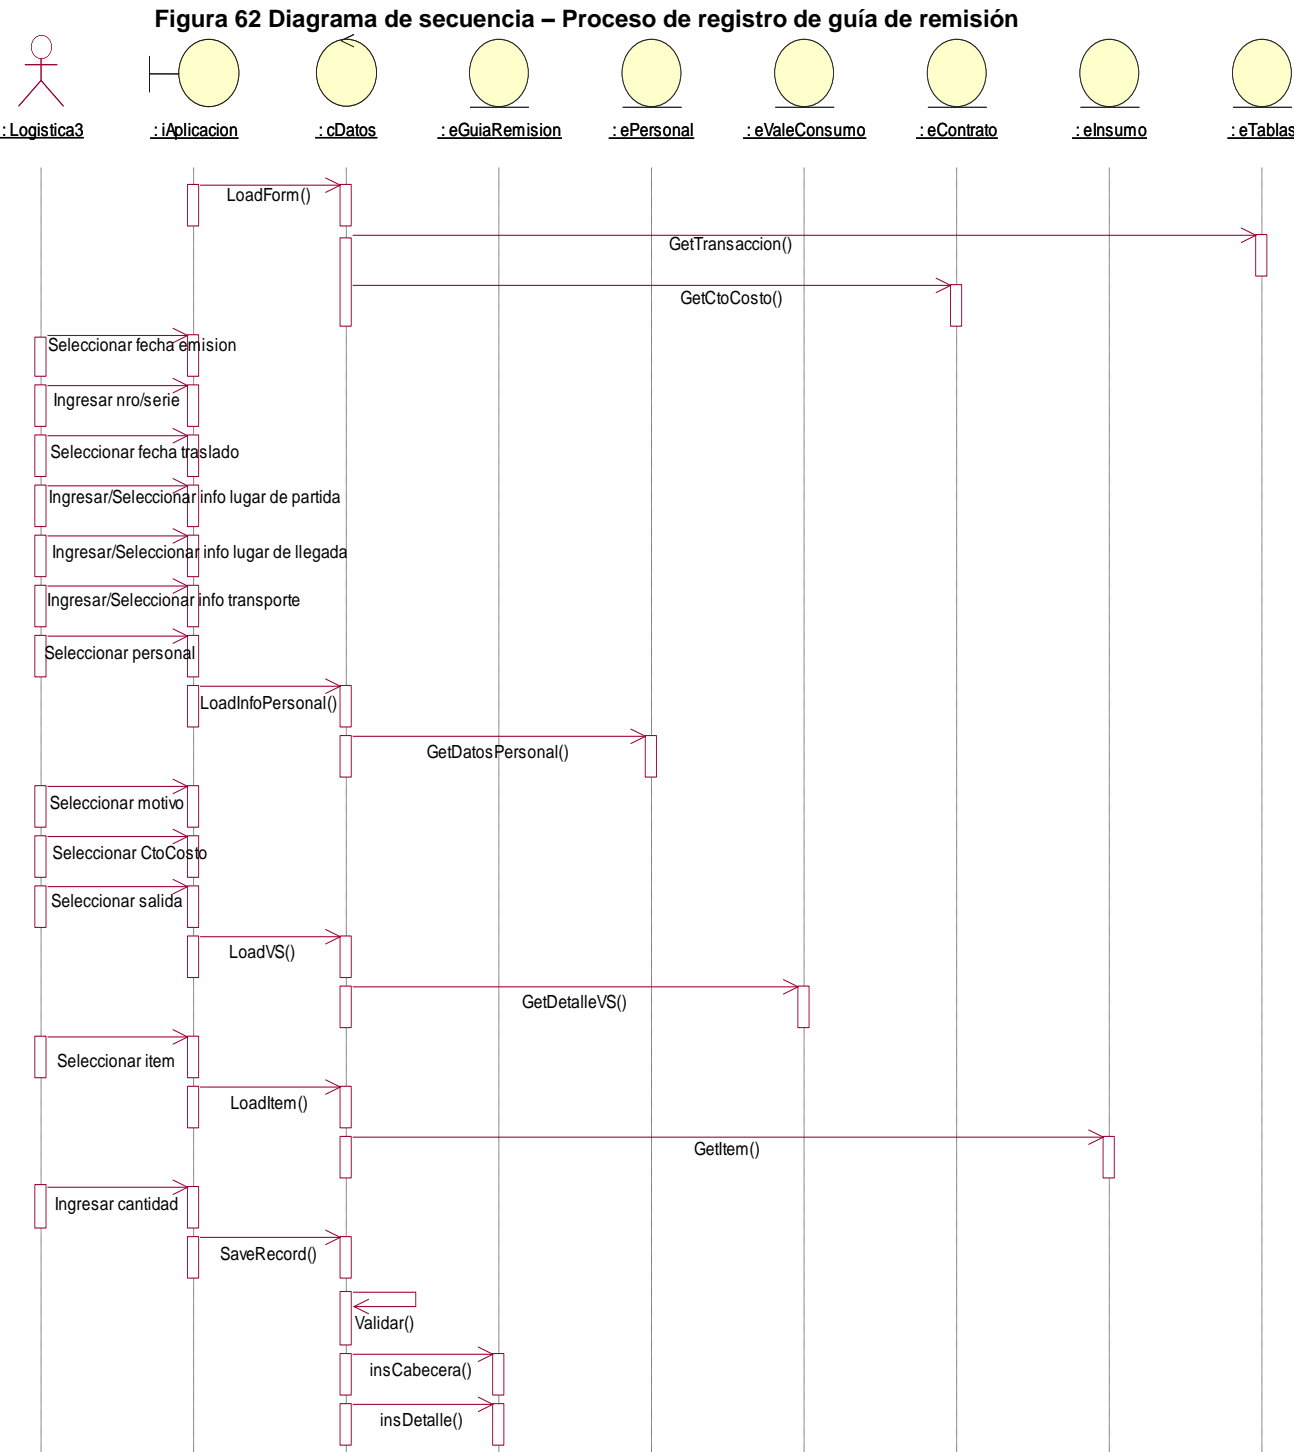 Figura 62 Diagrama de secuencia – Proceso de registro de guía de remisión
: Logistica3
: iAplicacion
: cDatos
: eGuiaRemision
: ePersonal
: eValeConsumo
: eContrato
: eInsumo
: eTablas
LoadForm()
GetTransaccion()
GetCtoCosto()
Seleccionar fecha emision
Ingresar nro/serie
Seleccionar fecha traslado
Ingresar/Seleccionar info lugar de partida
Ingresar/Seleccionar info lugar de llegada
Ingresar/Seleccionar info transporte
Seleccionar personal
LoadInfoPersonal()
GetDatosPersonal()
Seleccionar motivo
Seleccionar CtoCosto
Seleccionar salida
LoadVS()
GetDetalleVS()
Seleccionar item
LoadItem()
GetItem()
Ingresar cantidad
SaveRecord()
Validar()
insCabecera()
insDetalle()